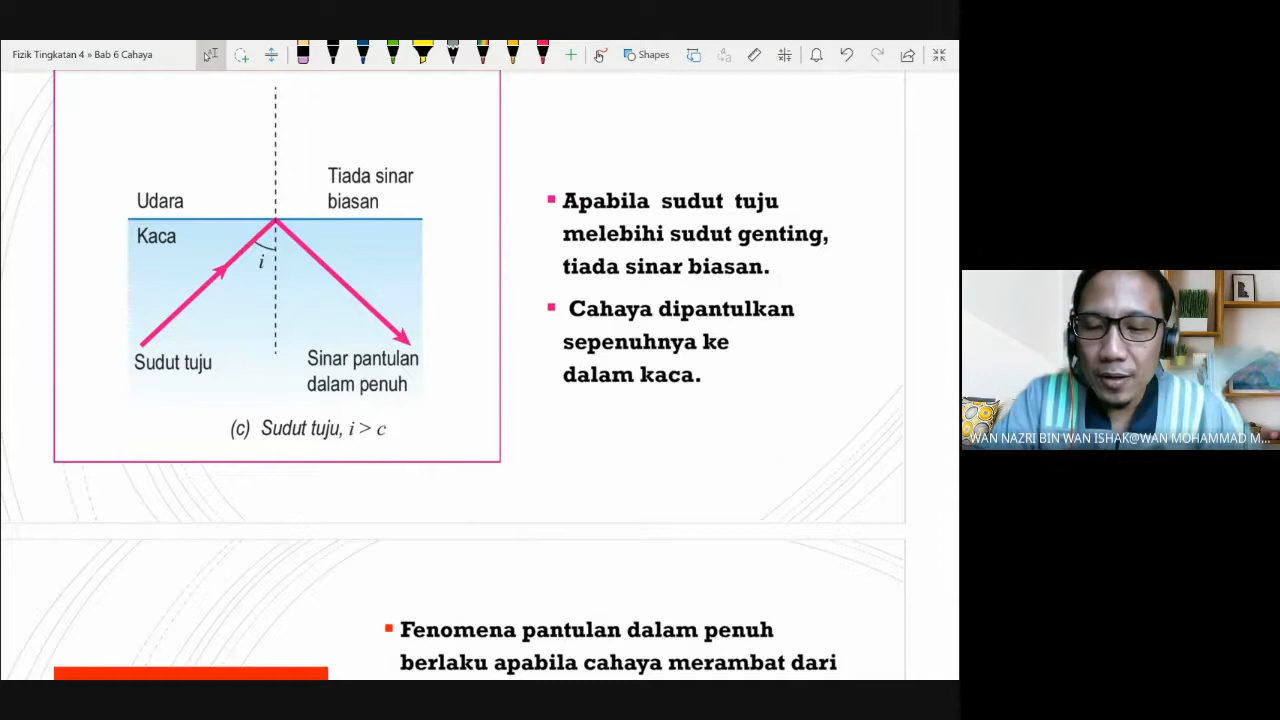 Fizik Tingkatan 4 » Bab 6 Cahaya
Shapes
Tiada sinar
biasan
Udara
Kaca
i
Sudut tuju
Sinar pantulan
dalam penuh
(c) Sudut tuju, i > c
Apabila sudut tuju
melebihi sudut genting,
tiada sinar biasan.
Cahaya dipantulkan
sepenuhnya ke
dalam kaca.
Fenomena pantulan dalam penuh
berlaku apabila cahaya merambat dari
WAN NAZRI BIN WAN ISHAK@WAN MOHAMMAD M...